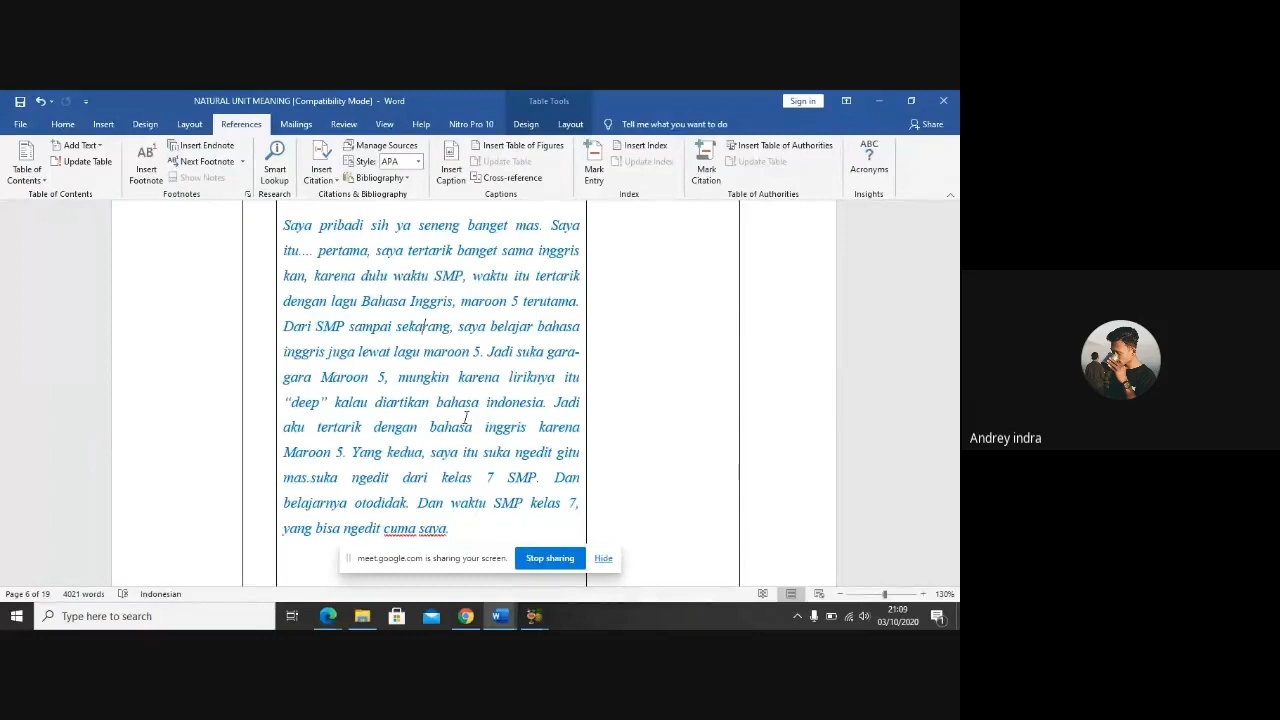 NATURAL UNIT MEANING [Compatibility Mode] - Word
Table Tools
Sign in
File Home Insert Design Layout References Mailings Review View Help Nitro Pro 10 Design Layout Tell me what you want to do Share
Table of Contents
Add Text
Update Table
Table of Contents
AB1
Insert Footnote
Insert Endnote
Next Footnote
Show Notes
Footnotes
Smart Lookup
Research
Insert Citation
Manage Sources
Style: APA
Bibliography
Citations & Bibliography
Insert Caption
Insert Table of Figures
Update Table
Cross-reference
Captions
Mark Entry
Insert Index
Update Index
Index
Mark Citation
Insert Table of Authorities
Update Table
Table of Authorities
ABC
?
Acronyms
Insights
Saya pribadi sih ya seneng banget mas. Saya
itu.... pertama, saya tertarik banget sama inggris
kan, karena dulu waktu SMP, waktu itu tertarik
dengan lagu Bahasa Inggris, maroon 5 terutama.
Dari SMP sampai sekarang, saya belajar bahasa
inggris juga lewat lagu maroon 5. Jadi suka gara-
gara Maroon 5, mungkin karena liriknya itu
“deep” kalau diartikan bahasa indonesia. Jadi
aku tertarik dengan bahasa inggris karena
Maroon 5. Yang kedua, saya itu suka ngedit gitu
mas.suka ngedit dari kelas 7 SMP. Dan
belajarnya otodidak. Dan waktu SMP kelas 7,
yang bisa ngedit cuma saya.
meet.google.com is sharing your screen. Stop sharing Hide
Page 6 of 19 4021 words Indonesian 130%
Type here to search
21:09
03/10/2020
Andrey indra